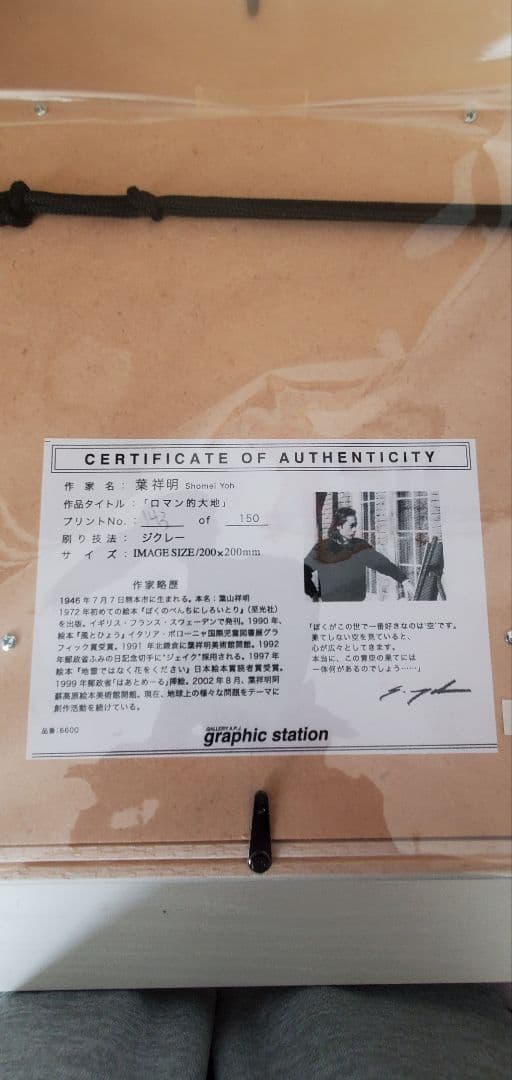 CERTIFICATE OF AUTHENTICITY
作家名：葉祥明 Shomei Yoh
作品タイトル：「ロマン的大地」
プリントNo.：143 of 150
刷り技法：ジクレー
サイズ：IMAGE SIZE/200×200mm
作家略歴
1946年7月7日熊本市に生まれる。本名：葉山祥明
1972年初めての絵本『ぼくのべんちにしろいとり』(至光社)
を出版。イギリス・フランス・スウェーデンで発刊。1990年、
絵本『風とひょう』イタリア・ボローニャ国際児童図書展グラ
フィック賞受賞。1991年北鎌倉に葉祥明美術館開館。1992
年郵政省ふみの日記念切手に"ジェイク"採用される。1997年
絵本『地雷ではなく花をください』日本絵本賞読者賞受賞。
1999年郵政省「はあとめーる」挿絵。2002年8月、葉祥明阿
蘇高原絵本美術館開館。現在、地球上の様々な問題をテーマに
創作活動を続けている。
「ぼくがこの世で一番好きなのは'空'です。
果てしない空を見ていると、
心が広々としてきます。
本当に、この青空の果てには
一体何があるのでしょう……」
品番：6600
GALLERY A.P.J.
graphic station